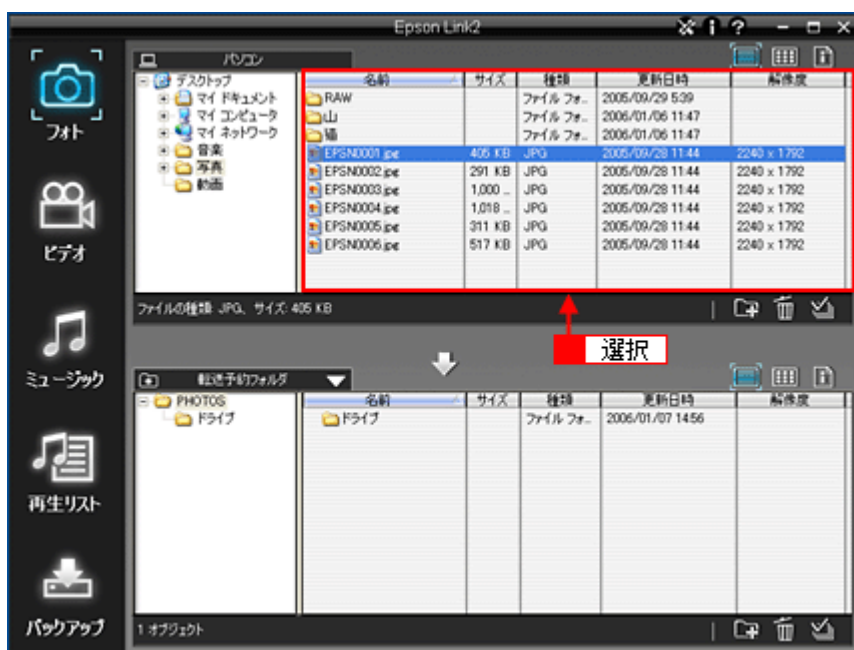 Epson Link2
フォト
ビデオ
ミュージック
再生リスト
バックアップ
パソコン
デスクトップ
マイ ドキュメント
マイ コンピュータ
マイ ネットワーク
音楽
写真
動画
名前 サイズ 種類 更新日時 解像度
RAW ファイル フォ... 2005/09/29 5:39
山 ファイル フォ... 2006/01/06 11:47
猫 ファイル フォ... 2006/01/06 11:47
EPSN0001.jpg 405 KB JPG 2005/09/28 11:44 2240 x 1792
EPSN0002.jpg 291 KB JPG 2005/09/28 11:44 2240 x 1792
EPSN0003.jpg 1,000 ... JPG 2005/09/28 11:44 2240 x 1792
EPSN0004.jpg 1,018 ... JPG 2005/09/28 11:44 2240 x 1792
EPSN0005.jpg 311 KB JPG 2005/09/28 11:44 2240 x 1792
EPSN0006.jpg 517 KB JPG 2005/09/28 11:44 2240 x 1792
ファイルの種類: JPG、サイズ: 405 KB
選択
転送予約フォルダ
PHOTOS
ドライブ
名前 サイズ 種類 更新日時 解像度
ドライブ ファイル フォ... 2006/01/07 14:56
1 オブジェクト